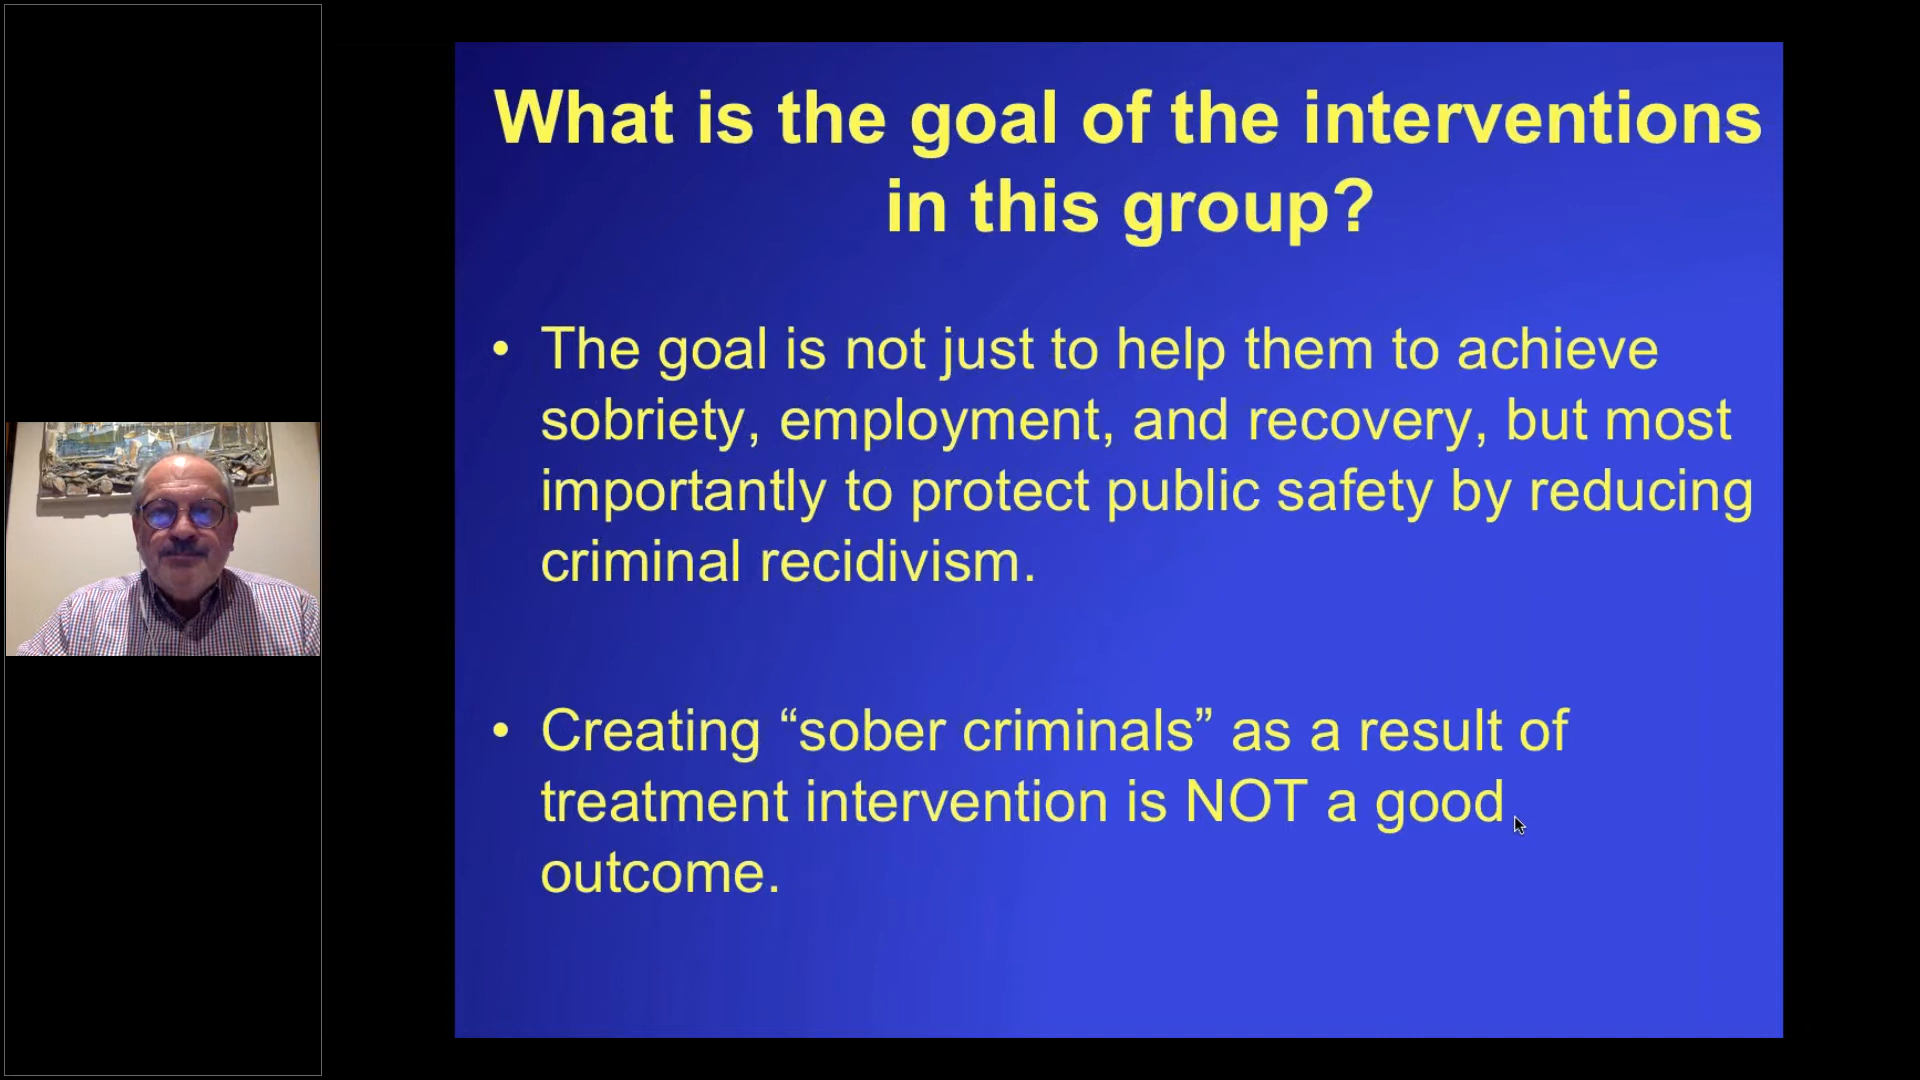 What is the goal of the interventions
in this group?
• The goal is not just to help them to achieve
sobriety, employment, and recovery, but most
importantly to protect public safety by reducing
criminal recidivism.
• Creating “sober criminals” as a result of
treatment intervention is NOT a good
outcome.